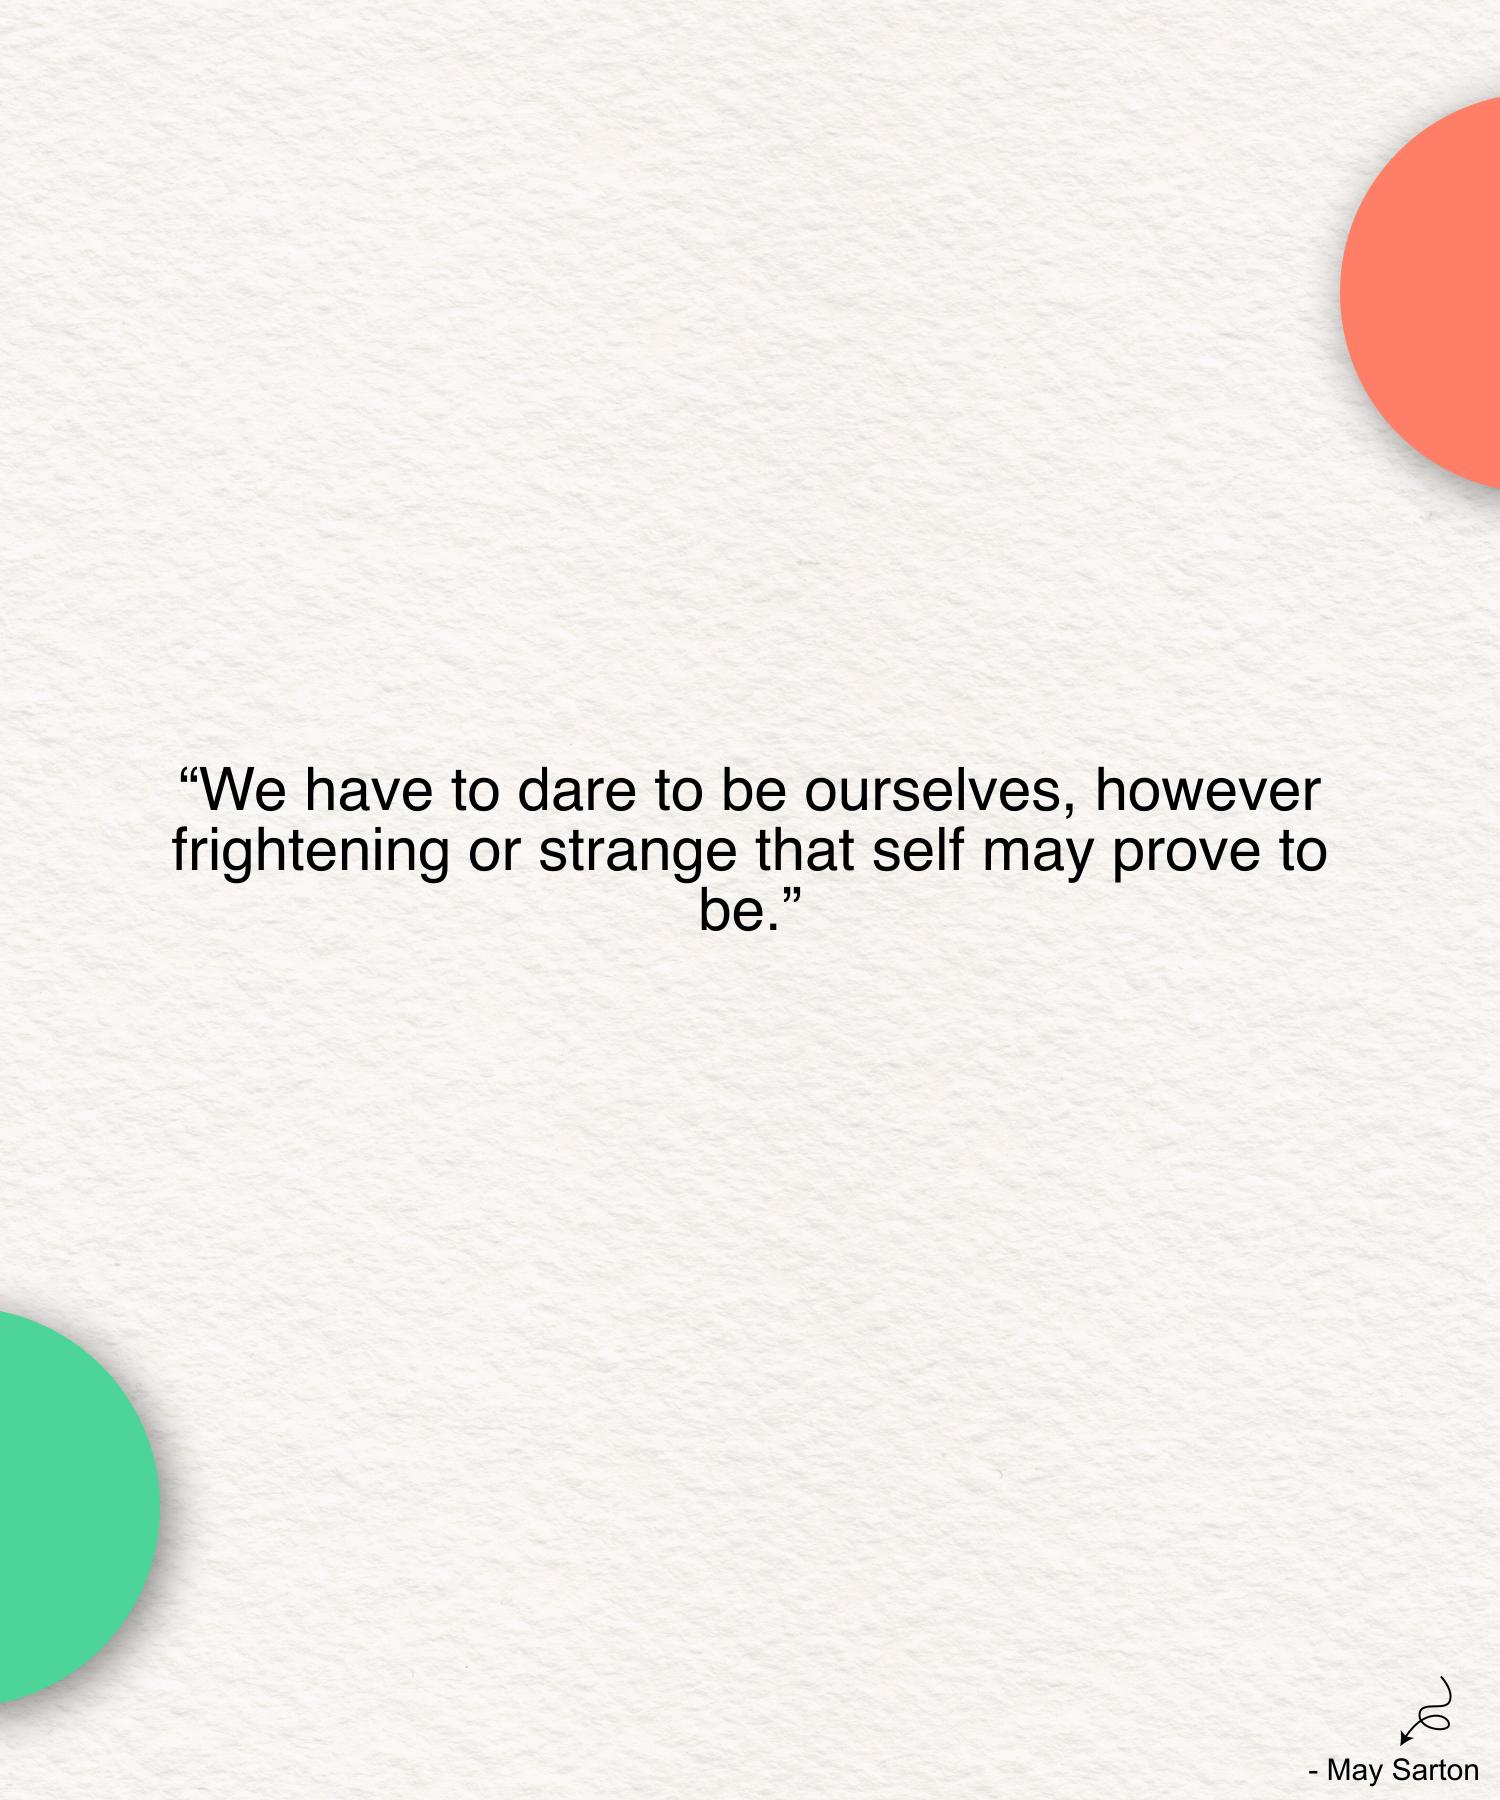 “We have to dare to be ourselves, however
frightening or strange that self may prove to
be.”
- May Sarton